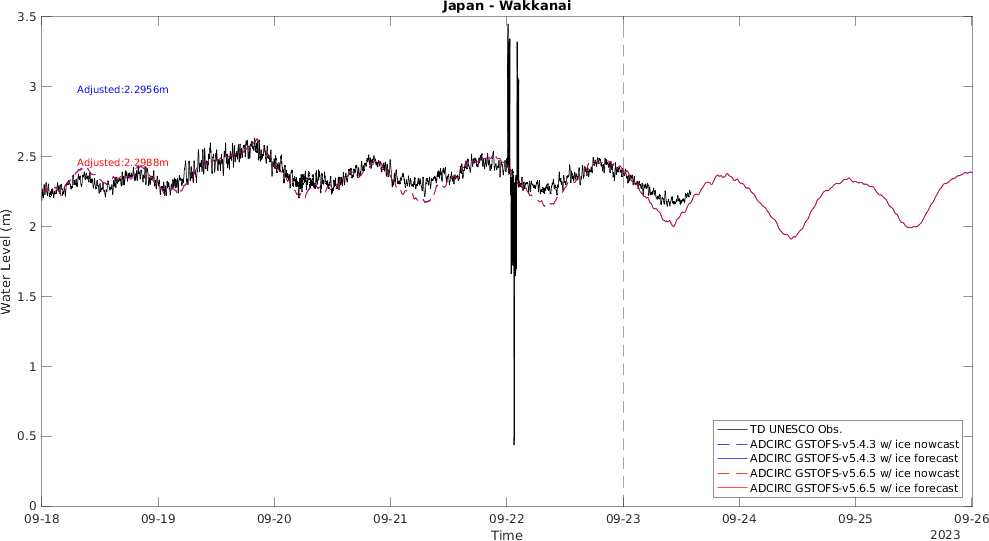 Japan - Wakkanai
3.5
3
2.5
2
1.5
1
0.5
0
Water Level (m)
Adjusted:2.2956m
Adjusted:2.2988m
TD UNESCO Obs.
ADCIRC GSTOFS-v5.4.3 w/ ice nowcast
ADCIRC GSTOFS-v5.4.3 w/ ice forecast
ADCIRC GSTOFS-v5.6.5 w/ ice nowcast
ADCIRC GSTOFS-v5.6.5 w/ ice forecast
09-18 09-19 09-20 09-21 09-22 09-23 09-24 09-25 09-26
Time
2023